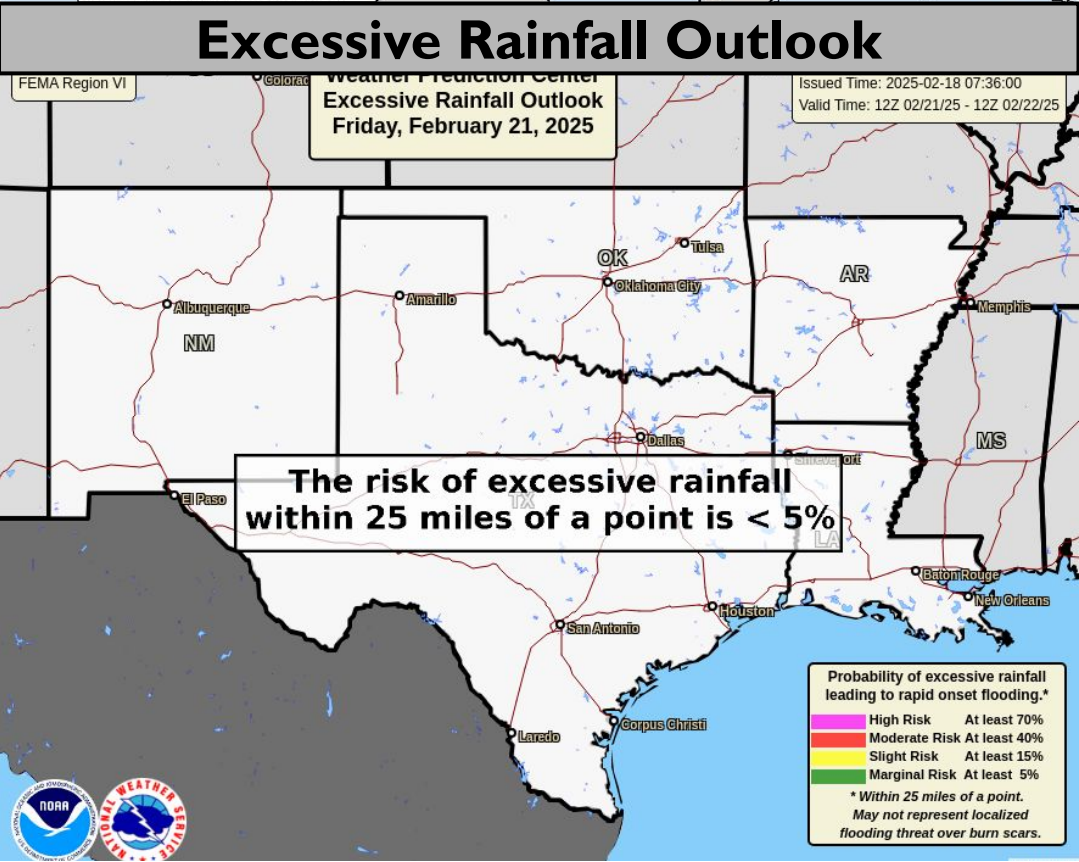 Excessive Rainfall Outlook
FEMA Region VI
Weather Prediction Center
Excessive Rainfall Outlook
Friday, February 21, 2025
Issued Time: 2025-02-18 07:36:00
Valid Time: 12Z 02/21/25 - 12Z 02/22/25
Colorad
Tulsa
OK
Oklahoma City
AR
Amarillo
Albuquerque
Memphis
NM
Dallas
MS
Shreveport
The risk of excessive rainfall
within 25 miles of a point is < 5%
El Paso
TX
LA
Baton Rouge
New Orleans
Houston
San Antonio
Corpus Christi
Laredo
Probability of excessive rainfall
leading to rapid onset flooding.*
High Risk At least 70%
Moderate Risk At least 40%
Slight Risk At least 15%
Marginal Risk At least 5%
* Within 25 miles of a point.
May not represent localized
flooding threat over burn scars.
NOAA
NATIONAL WEATHER SERVICE